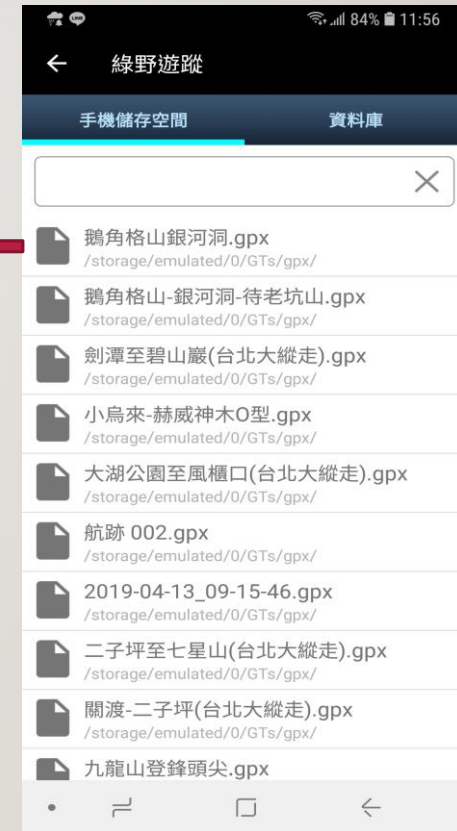 84% 11:56
綠野遊蹤
手機儲存空間 資料庫
鵝角格山銀河洞.gpx
/storage/emulated/0/GTs/gpx/
鵝角格山-銀河洞-待老坑山.gpx
/storage/emulated/0/GTs/gpx/
劍潭至碧山巖(台北大縱走).gpx
/storage/emulated/0/GTs/gpx/
小烏來-赫威神木O型.gpx
/storage/emulated/0/GTs/gpx/
大湖公園至風櫃口(台北大縱走).gpx
/storage/emulated/0/GTs/gpx/
航跡 002.gpx
/storage/emulated/0/GTs/gpx/
2019-04-13_09-15-46.gpx
/storage/emulated/0/GTs/gpx/
二子坪至七星山(台北大縱走).gpx
/storage/emulated/0/GTs/gpx/
關渡-二子坪(台北大縱走).gpx
/storage/emulated/0/GTs/gpx/
九龍山登鋒頭尖.gpx